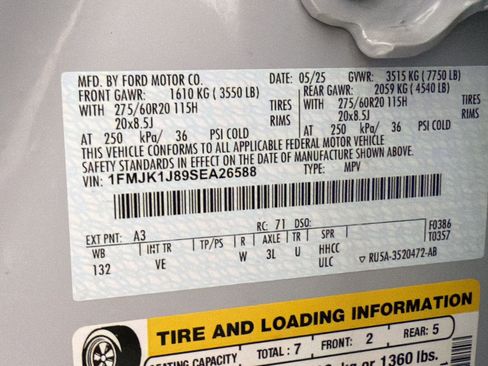 MFD. BY FORD MOTOR CO. 05/25 GVWR: 3515 KG ( 7750 LB)
FRONT GAWR: 1610 KG ( 3550 LB) REAR GAWR: 2059 KG ( 4540 LB)
WITH 275/60R20 115H TIRES WITH 275/60R20 115H TIRES
20x8.5J RIMS 20x8.5J RIMS
AT 250 kPa/ 36 PSI COLD AT 250 kPa/ 36 PSI COLD
THIS VEHICLE CONFORMS TO ALL APPLICABLE FEDERAL MOTOR VEHICLE
SAFETY STANDARDS IN EFFECT ON THE DATE OF MANUFACTURE SHOWN ABOVE.
VIN: 1FMJK1J89SEA26588 TYPE: MPV
EXT PNT: A3 RC: 71 DSO: F0386
WB INT TR TP/PS R AXLE TR SPR T0357
132 VE W 3L U HHCC
ULC RU5A-3520472-AB
TIRE AND LOADING INFORMATION
SEATING CAPACITY TOTAL : 7 FRONT: 2 REAR: 5
kg or 1360 lbs.